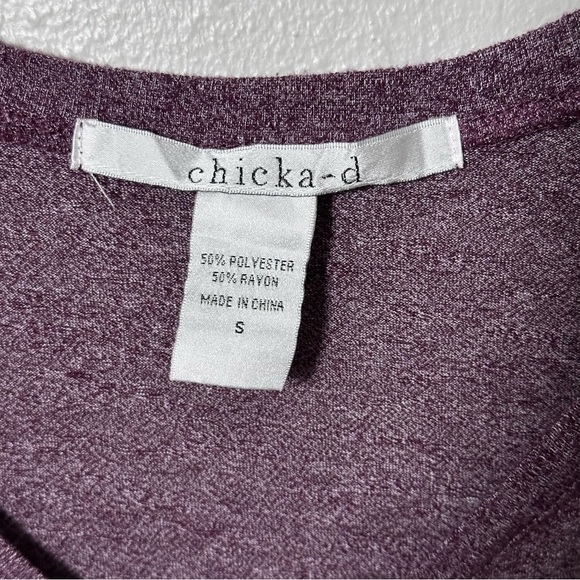 chicka-d
50% POLYESTER
50% RAYON
MADE IN CHINA
S